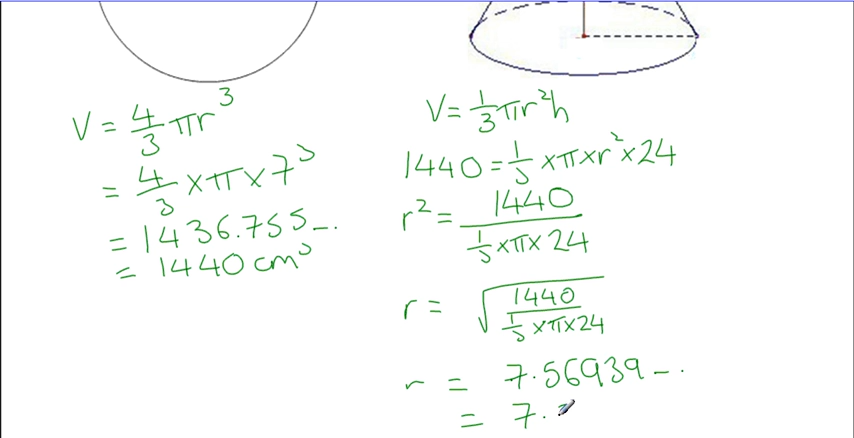 V = 4/3 πr³
= 4/3 × π × 7³
= 1436.755...
= 1440 cm³
V = 1/3 πr²h
1440 = 1/3 × π × r² × 24
r² = 1440 / (1/3 × π × 24)
r = √(1440 / (1/3 × π × 24))
r = 7.56939...
= 7.